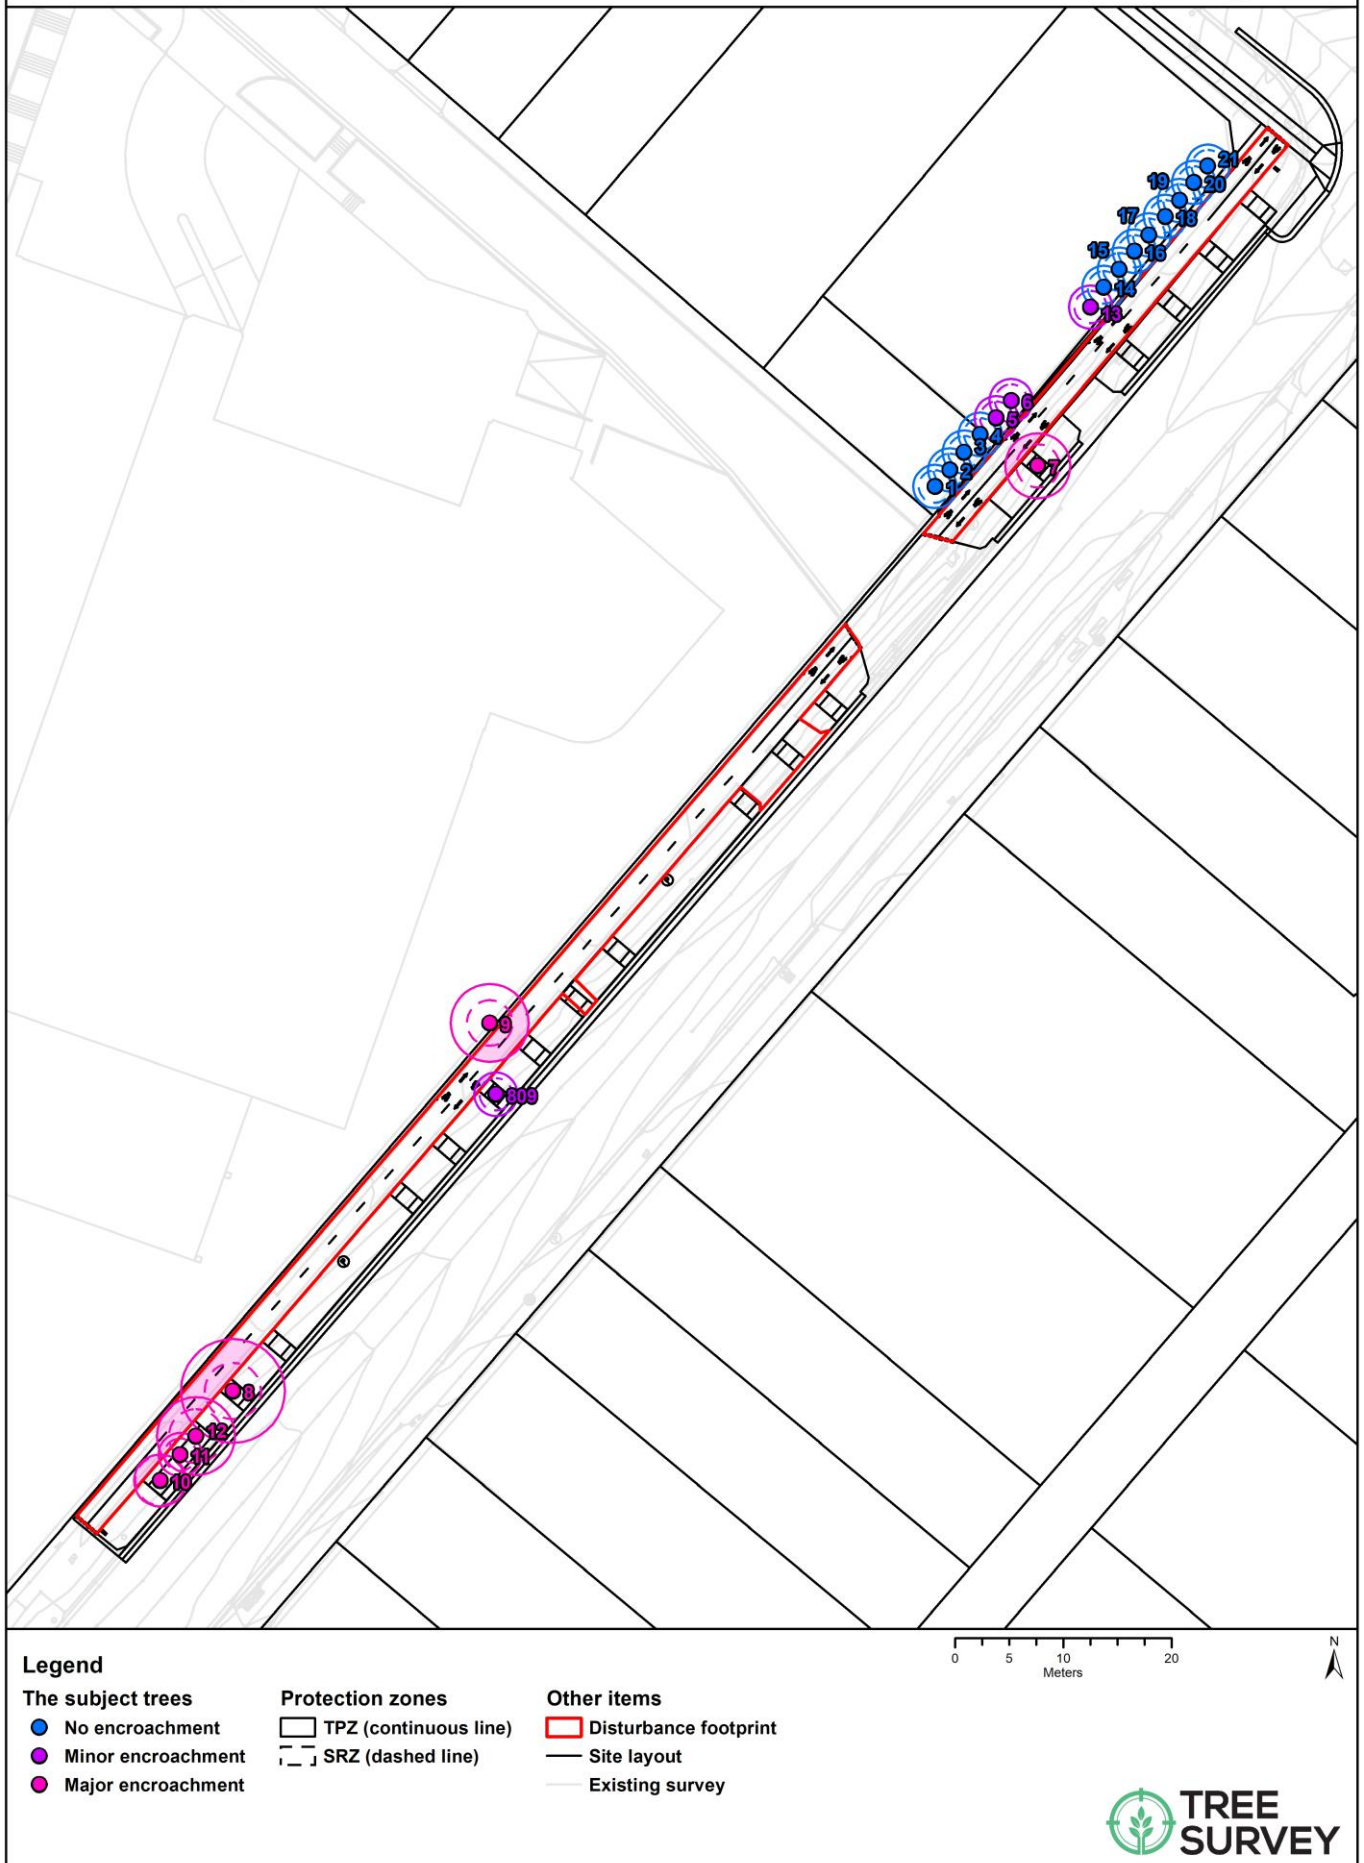 21
19
20
17
18
15
16
14
13
6
5
4
3
2
1
7
9
809
8
12
11
10
0 5 10 20
Meters
N
Legend
The subject trees
No encroachment
Minor encroachment
Major encroachment
Protection zones
TPZ (continuous line)
SRZ (dashed line)
Other items
Disturbance footprint
Site layout
Existing survey
TREE
SURVEY